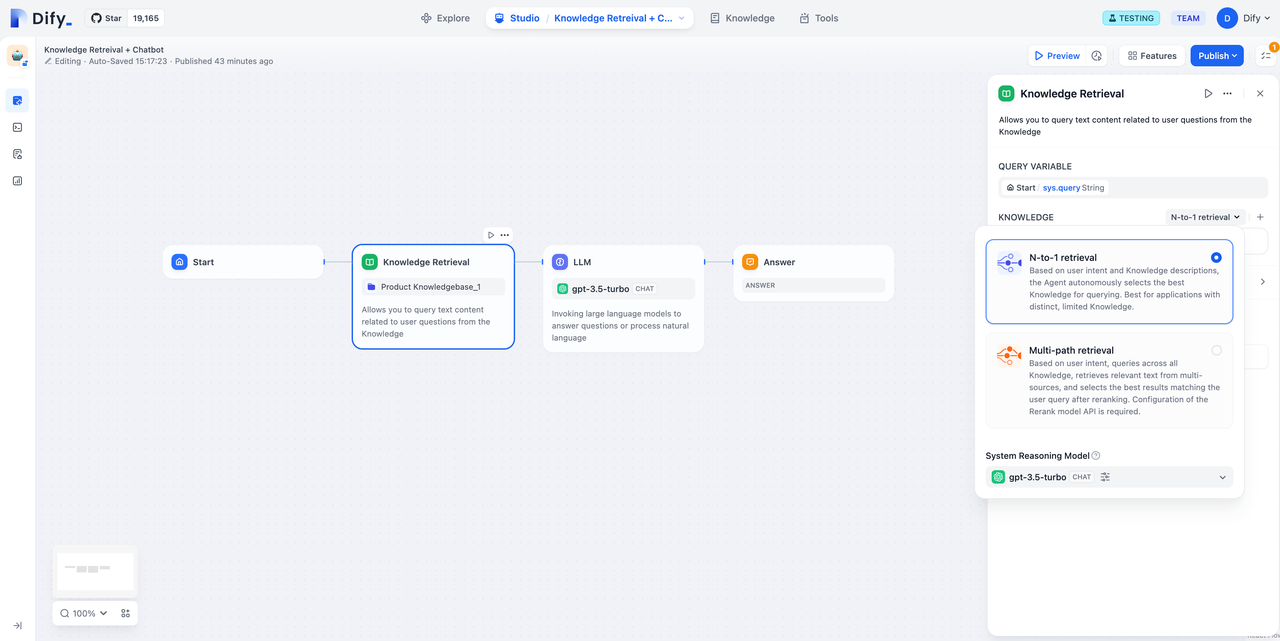 Dify_
Star 19,165
Explore
Studio / Knowledge Retreival + C...
Knowledge
Tools
TESTING
TEAM
D
Dify
Knowledge Retreival + Chatbot
Editing · Auto-Saved 15:17:23 · Published 43 minutes ago
Preview
Features
Publish
1
Knowledge Retrieval
Allows you to query text content related to user questions from the
Knowledge
QUERY VARIABLE
Start / sys.query String
KNOWLEDGE
N-to-1 retrieval
N-to-1 retrieval
Based on user intent and Knowledge descriptions,
the Agent autonomously selects the best
Knowledge for querying. Best for applications with
distinct, limited Knowledge.
Multi-path retrieval
Based on user intent, queries across all
Knowledge, retrieves relevant text from multi-
sources, and selects the best results matching the
user query after reranking. Configuration of the
Rerank model API is required.
System Reasoning Model
gpt-3.5-turbo CHAT
Start
Knowledge Retrieval
Product Knowledgebase_1
Allows you to query text content
related to user questions from the
Knowledge
LLM
gpt-3.5-turbo CHAT
Invoking large language models to
answer questions or process natural
language
Answer
ANSWER
100%